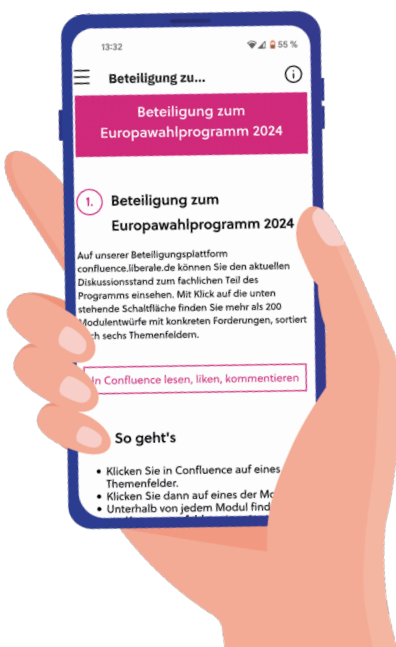 13:32
55 %
Beteiligung zu...
Beteiligung zum
Europawahlprogramm 2024
1. Beteiligung zum
Europawahlprogramm 2024
Auf unserer Beteiligungsplattform
confluence.liberale.de können Sie den aktuellen
Diskussionsstand zum fachlichen Teil des
Programms einsehen. Mit Klick auf die unten
stehende Schaltfläche finden Sie mehr als 200
Modulentwürfe mit konkreten Forderungen, sortiert
sechs Themenfeldern.
In Confluence lesen, liken, kommentieren
So geht's
• Klicken Sie in Confluence auf eines
Themenfelder.
• Klicken Sie dann auf eines der
• Unterhalb von jedem Modul